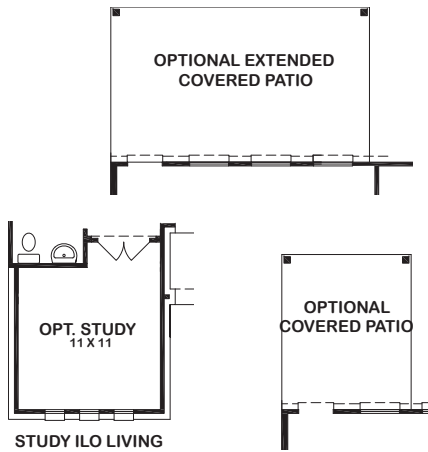 OPTIONAL EXTENDED
COVERED PATIO
OPT. STUDY
11 X 11
STUDY ILO LIVING
OPTIONAL
COVERED PATIO